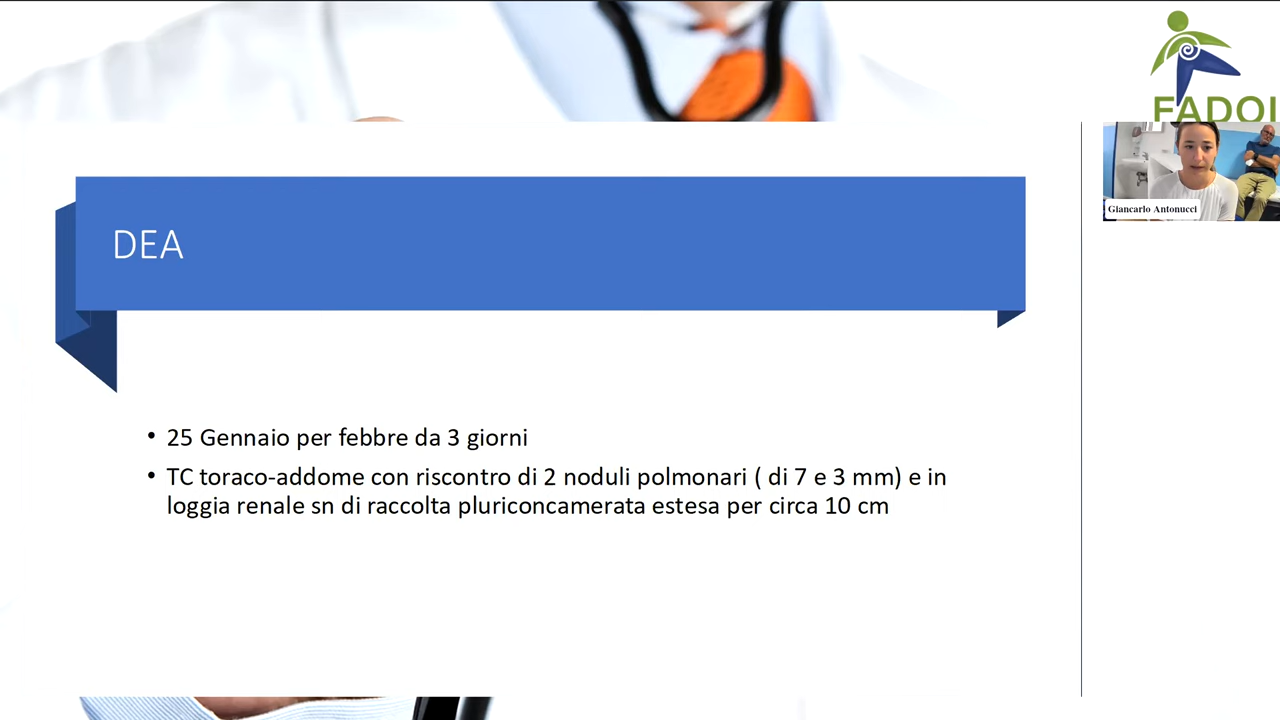 FADOI
Giancarlo Antonucci
DEA
• 25 Gennaio per febbre da 3 giorni
• TC toraco-addome con riscontro di 2 noduli polmonari ( di 7 e 3 mm) e in
loggia renale sn di raccolta pluriconcamerata estesa per circa 10 cm